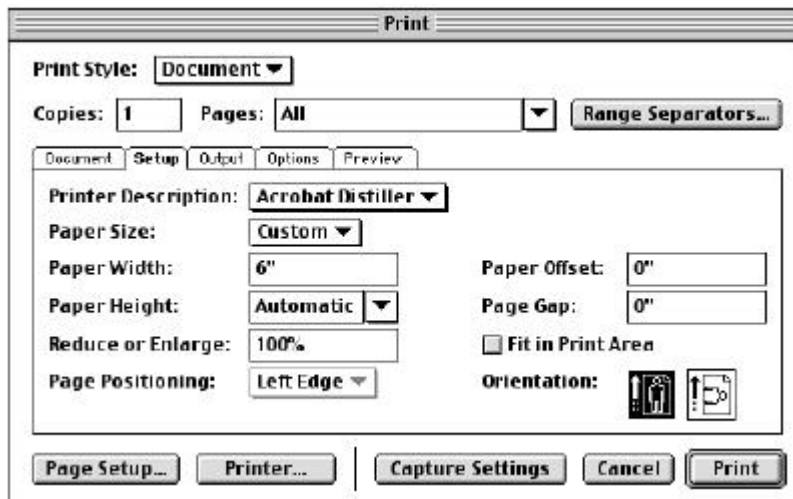 Print
Print Style: Document
Copies: 1 Pages: All Range Separators...
Document Setup Output Options Preview
Printer Description: Acrobat Distiller
Paper Size: Custom
Paper Width: 6" Paper Offset: 0"
Paper Height: Automatic Page Gap: 0"
Reduce or Enlarge: 100% Fit in Print Area
Page Positioning: Left Edge Orientation:
Page Setup... Printer... Capture Settings Cancel Print